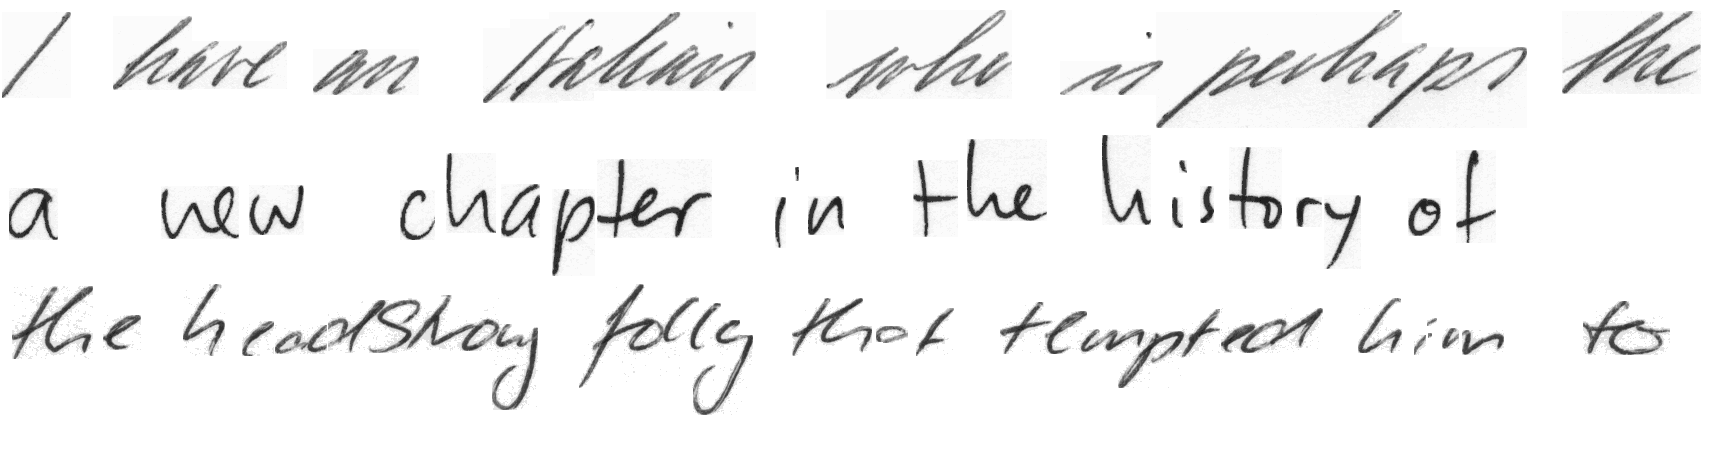 I have an Italian who is perhaps the
a new chapter in the history of
the headstrong folly that tempted him to